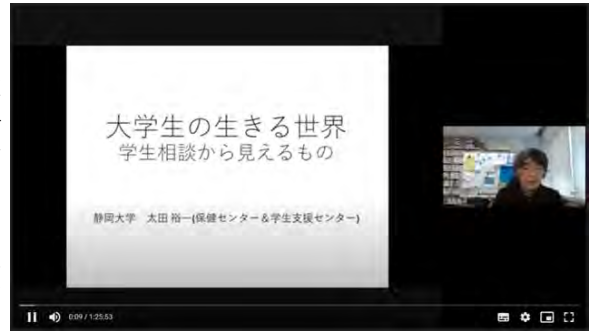 大学生の生きる世界
学生相談から見えるもの
静岡大学 太田 裕一(保健センター&学生支援センター)
0:09 / 1:25:53